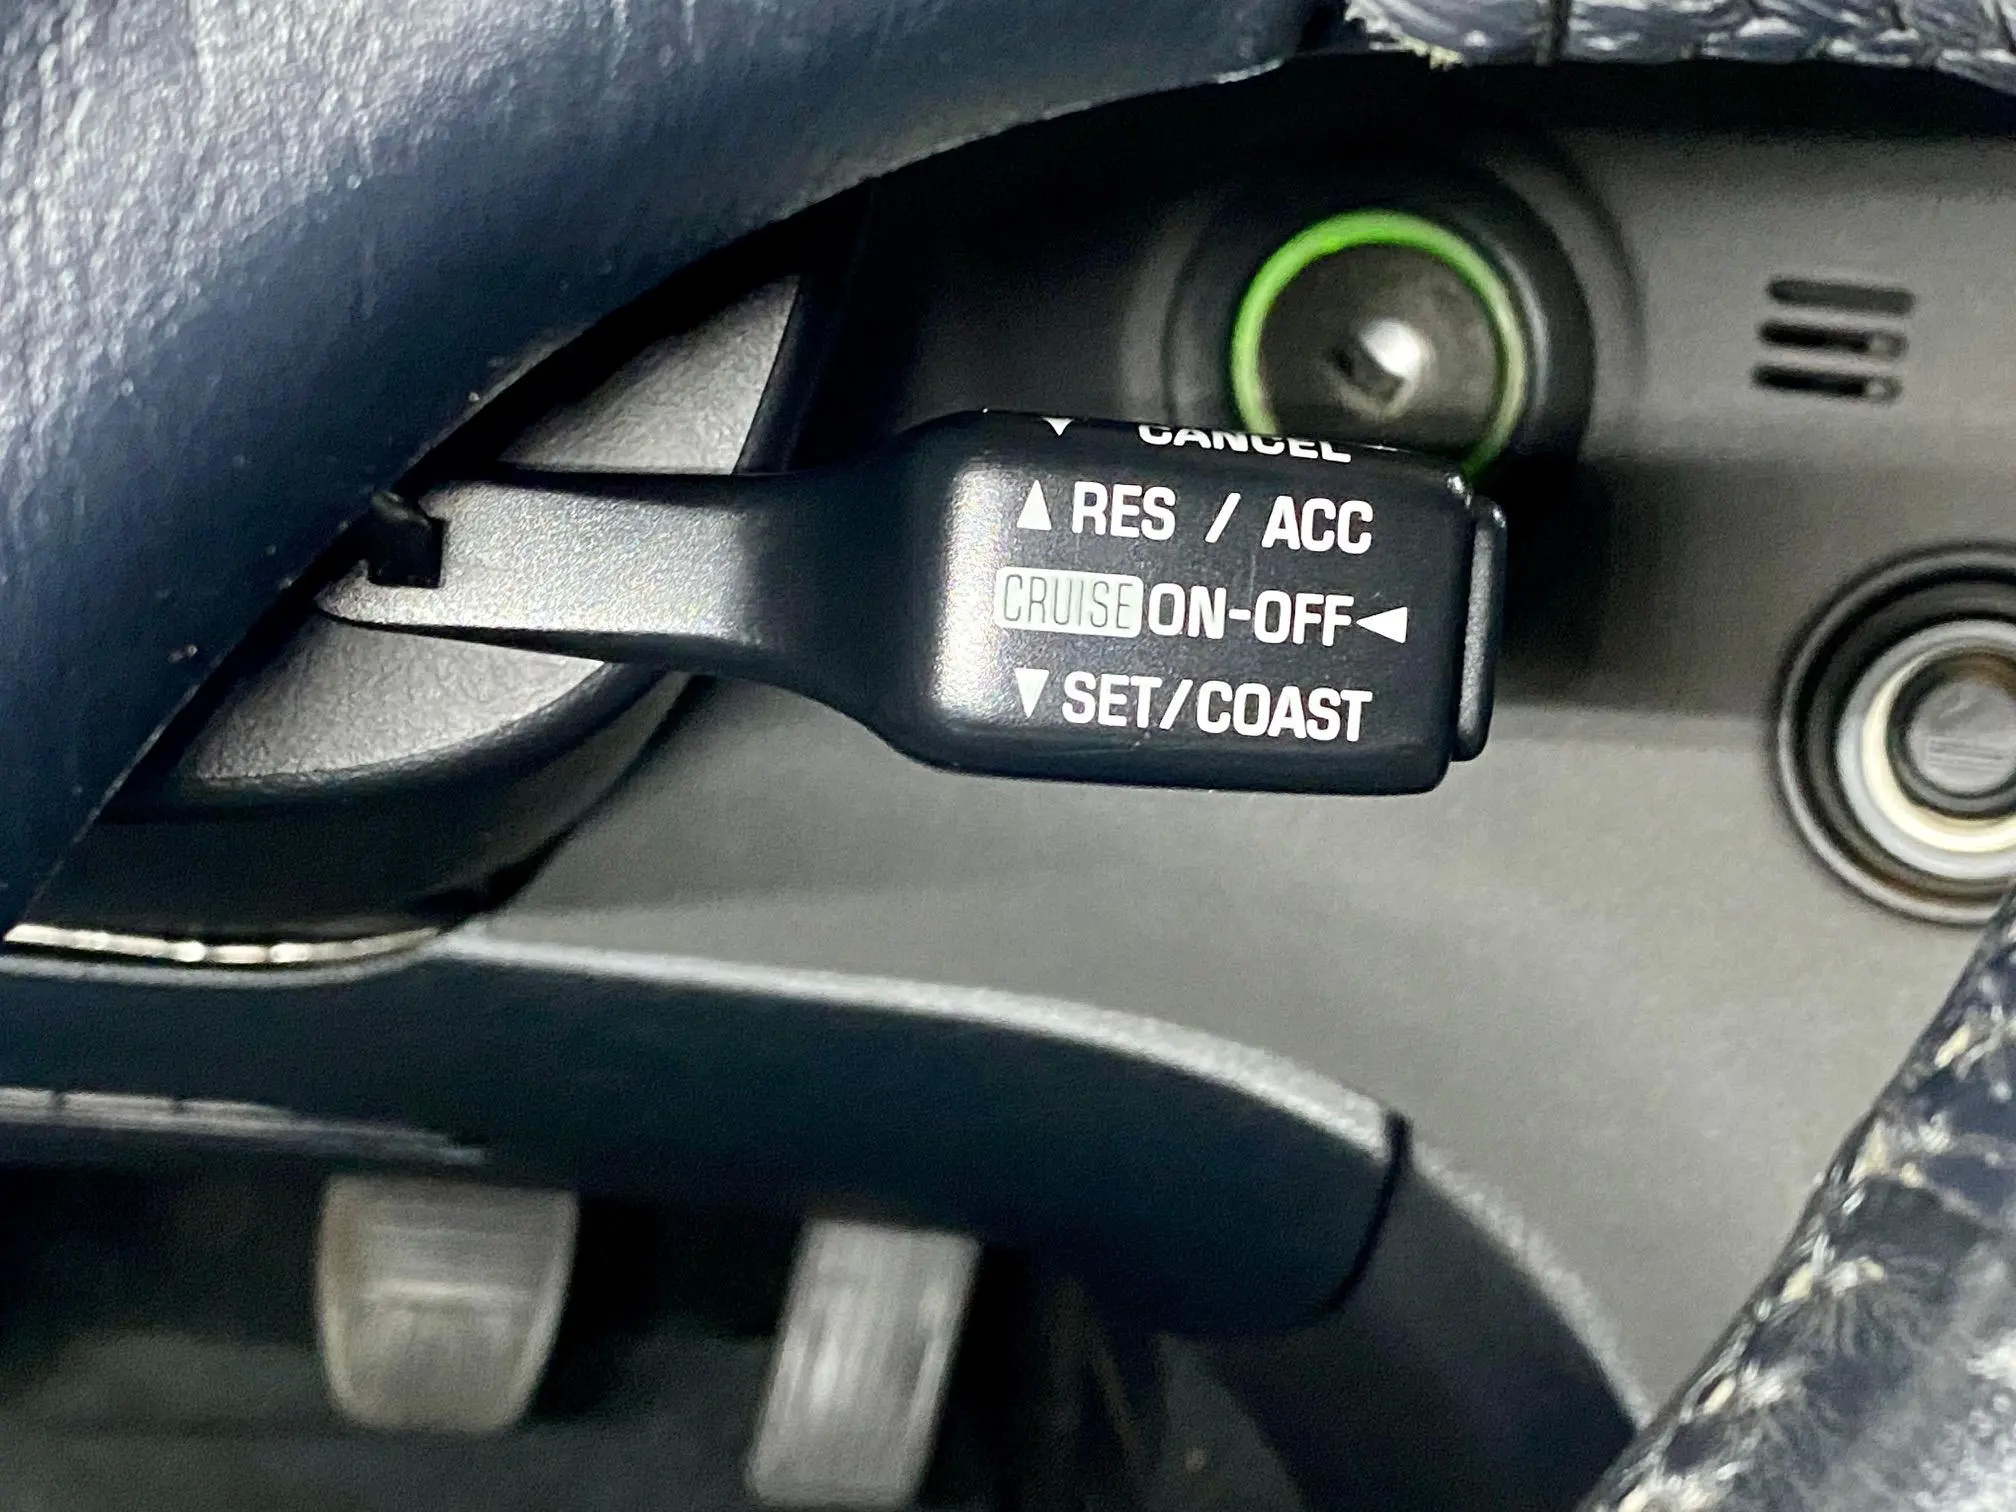 ▼ CANCEL
▲ RES / ACC
CRUISE ON-OFF ◀
▼ SET/COAST